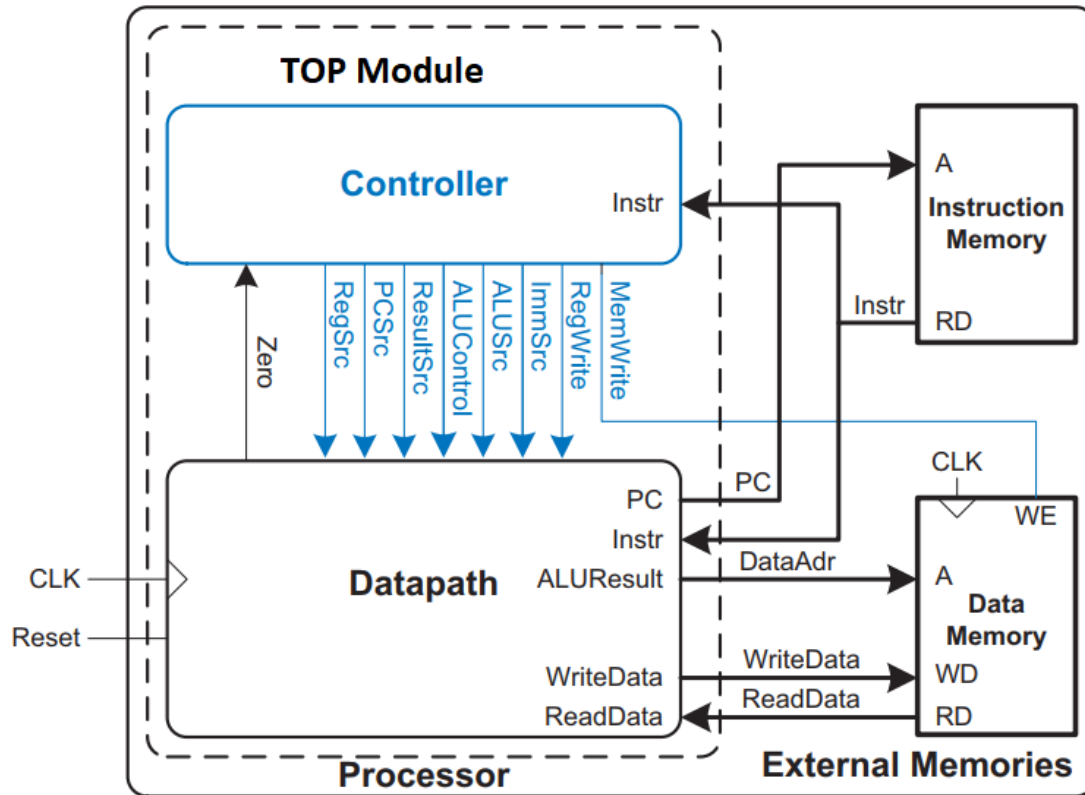 TOP Module
Controller
Instr
A
Instruction
Memory
RD
Instr
Zero
RegSrc
PCSrc
ResultSrc
ALUControl
ALUSrc
ImmSrc
RegWrite
MemWrite
CLK
Reset
Datapath
PC
Instr
ALUResult
WriteData
ReadData
PC
DataAdr
WriteData
ReadData
CLK
WE
A
Data
Memory
WD
RD
Processor
External Memories